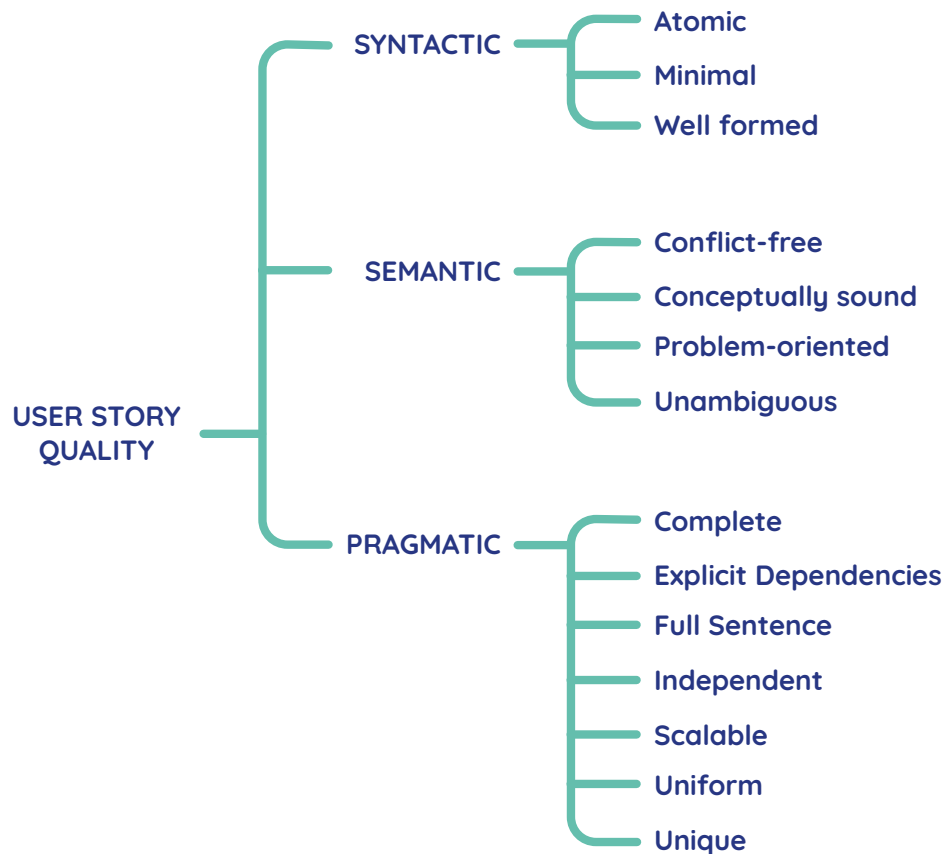 USER STORY
QUALITY
SYNTACTIC
Atomic
Minimal
Well formed
SEMANTIC
Conflict-free
Conceptually sound
Problem-oriented
Unambiguous
PRAGMATIC
Complete
Explicit Dependencies
Full Sentence
Independent
Scalable
Uniform
Unique